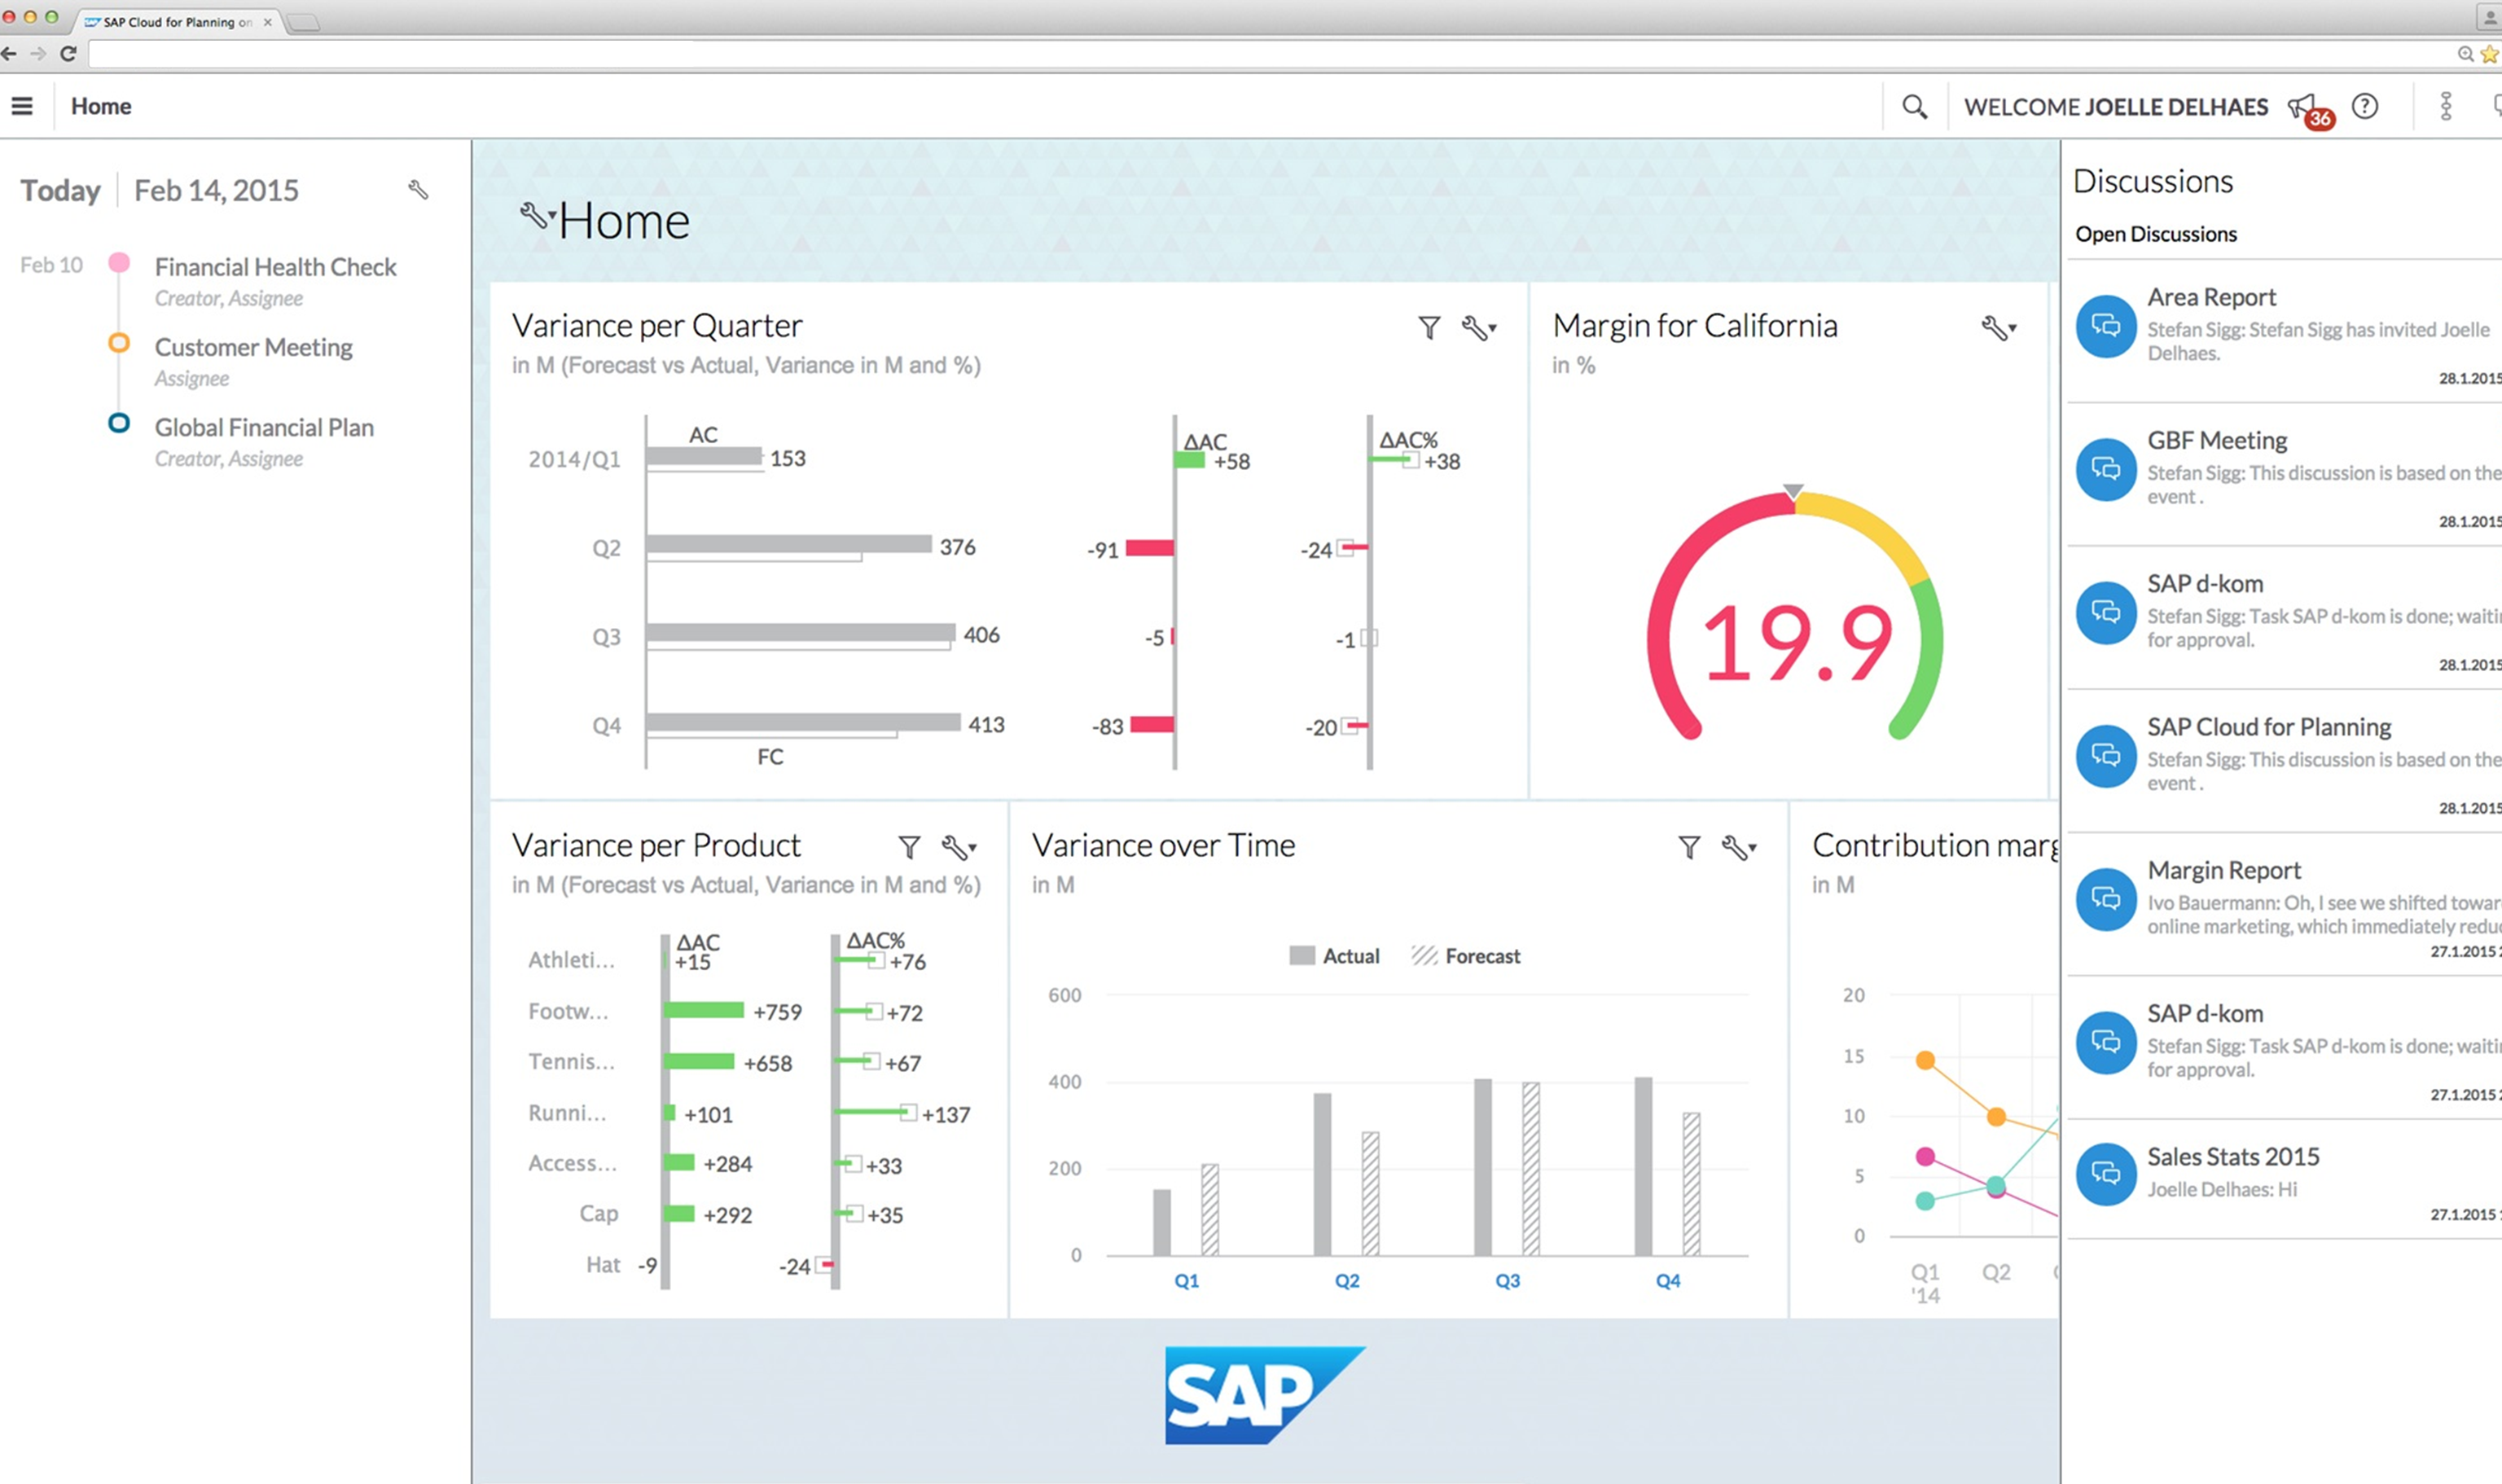 SAP Cloud for Planning on
Home
WELCOME JOELLE DELHAES
36
Today
Feb 14, 2015
Feb 10
Financial Health Check
Creator, Assignee
Customer Meeting
Assignee
Global Financial Plan
Creator, Assignee
Home
Variance per Quarter
in M (Forecast vs Actual, Variance in M and %)
AC
ΔAC
ΔAC%
2014/Q1 153 +58 +38
Q2 376 -91 -24
Q3 406 -5 -1
Q4 413 -83 -20
FC
Margin for California
in %
19.9
Variance per Product
in M (Forecast vs Actual, Variance in M and %)
ΔAC ΔAC%
Athleti... +15 +76
Footw... +759 +72
Tennis... +658 +67
Runni... +101 +137
Access... +284 +33
Cap +292 +35
Hat -9 -24
Variance over Time
in M
Actual Forecast
600
400
200
0
Q1 Q2 Q3 Q4
Contribution marg
in M
20
15
10
5
0
Q1 Q2
'14
SAP
Discussions
Open Discussions
Area Report
Stefan Sigg: Stefan Sigg has invited Joelle
Delhaes.
28.1.2015
GBF Meeting
Stefan Sigg: This discussion is based on the
event .
28.1.2015
SAP d-kom
Stefan Sigg: Task SAP d-kom is done; waiti
for approval.
28.1.2015
SAP Cloud for Planning
Stefan Sigg: This discussion is based on the
event .
28.1.2015
Margin Report
Ivo Bauermann: Oh, I see we shifted towar
online marketing, which immediately redu
27.1.2015
SAP d-kom
Stefan Sigg: Task SAP d-kom is done; waiti
for approval.
27.1.2015
Sales Stats 2015
Joelle Delhaes: Hi
27.1.2015